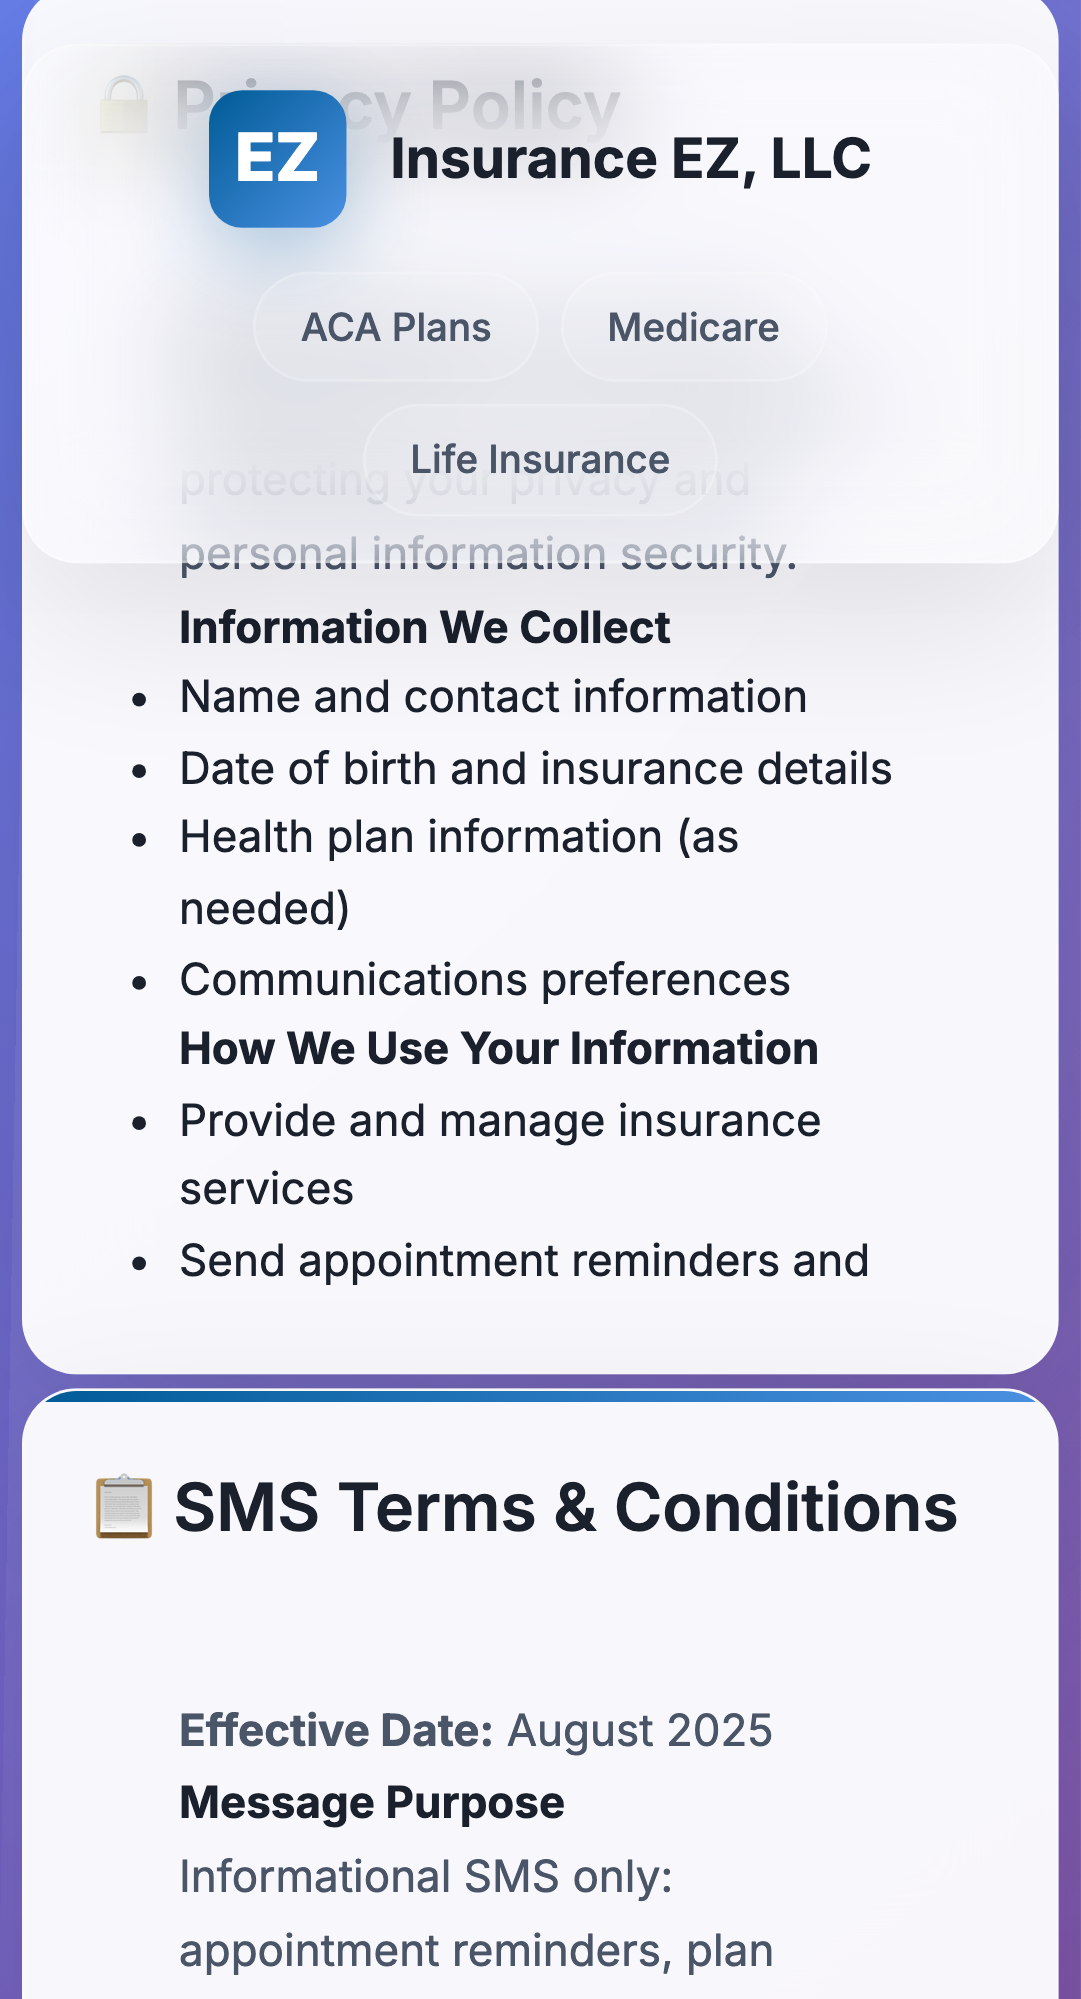 Privacy Policy
EZ
Insurance EZ, LLC
ACA Plans
Medicare
Life Insurance
protecting your privacy and
personal information security.
Information We Collect
• Name and contact information
• Date of birth and insurance details
• Health plan information (as
needed)
• Communications preferences
How We Use Your Information
• Provide and manage insurance
services
• Send appointment reminders and
SMS Terms & Conditions
Effective Date: August 2025
Message Purpose
Informational SMS only:
appointment reminders, plan